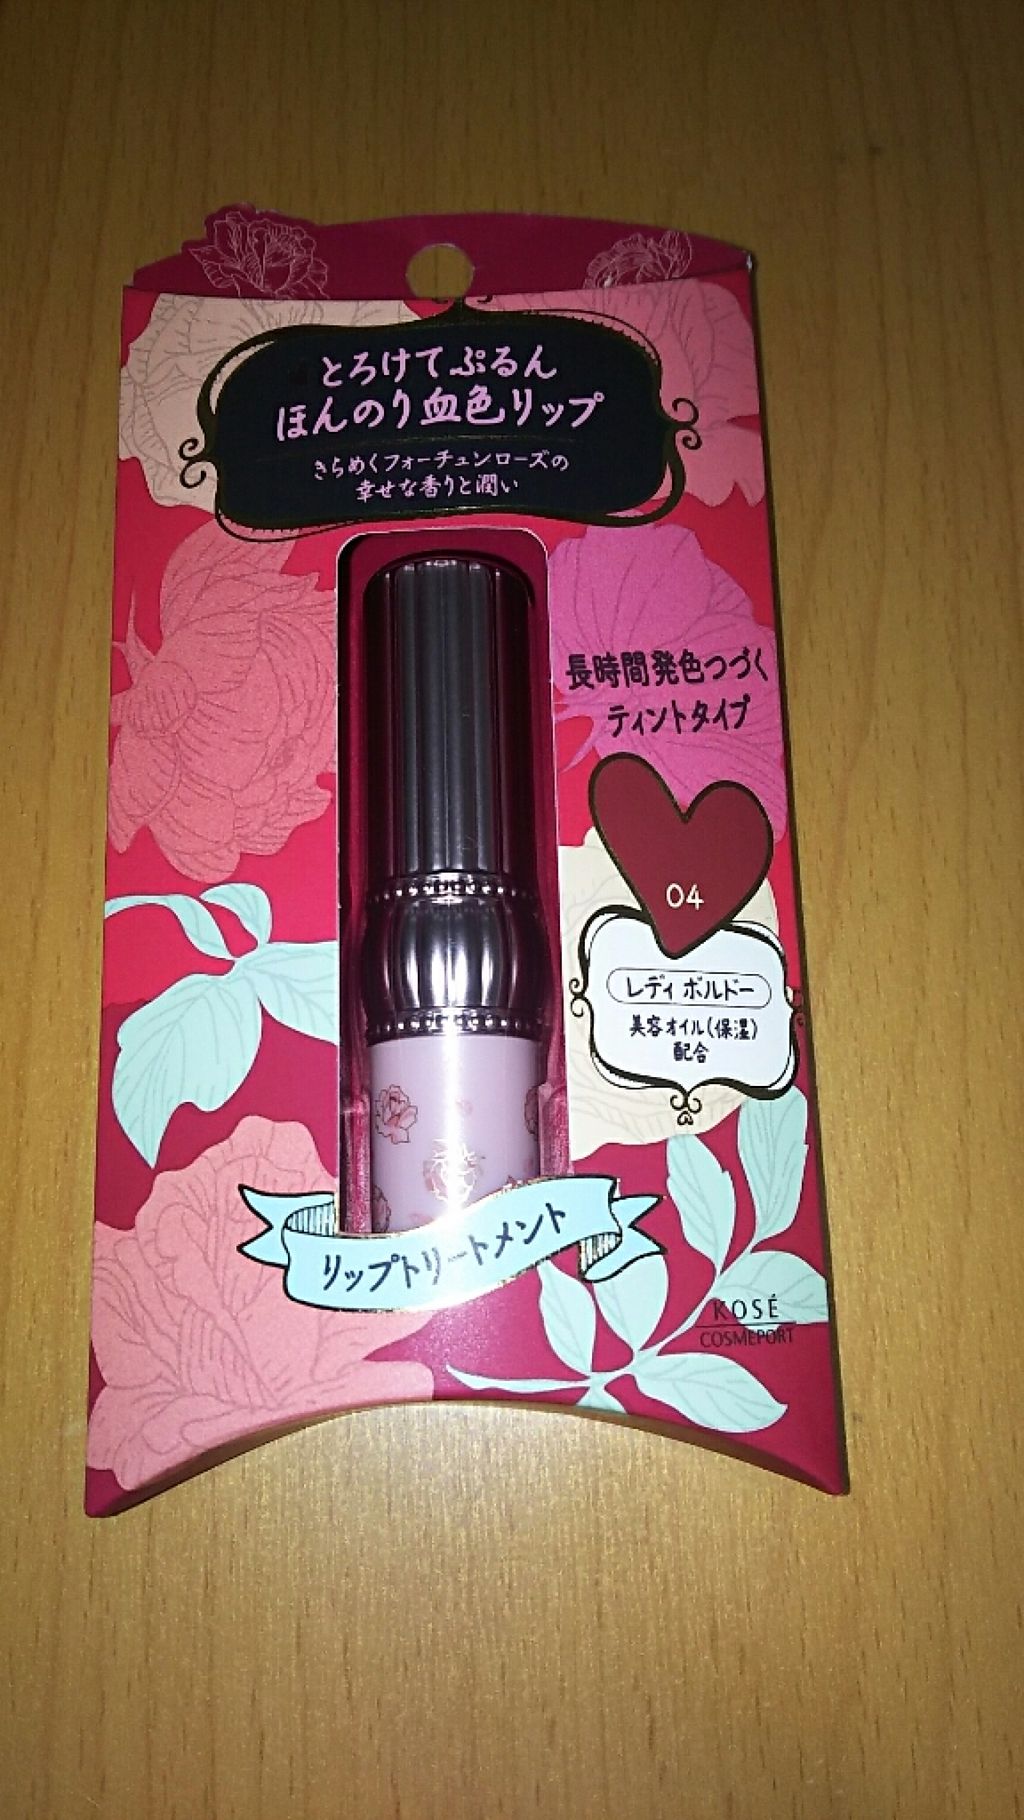 とろけてぷるん
ほんのり血色リップ
きらめくフォーチュンローズの
幸せな香りと潤い
長時間発色つづく
ティントタイプ
04
レディ ボルドー
美容オイル(保湿)
配合
リップトリートメント
KOSÉ
COSMEPORT